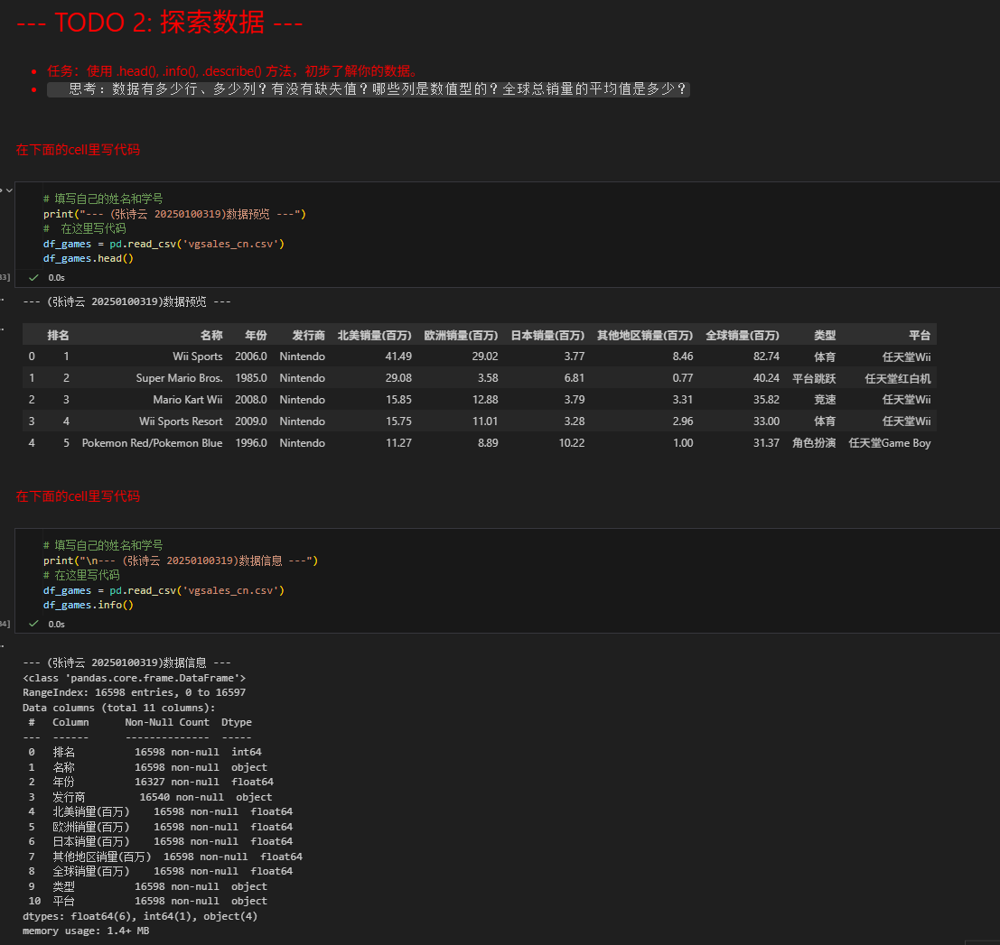 --- TODO 2: 探索数据 ---
• 任务：使用 .head(), .info(), .describe() 方法，初步了解你的数据。
• 思考：数据有多少行、多少列？有没有缺失值？哪些列是数值型的？全球总销量的平均值是多少？
在下面的cell里写代码
# 填写自己的姓名和学号
print("--- (张诗云 20250100319)数据预览 ---")
#  在这里写代码
df_games = pd.read_csv('vgsales_cn.csv')
df_games.head()
33] ✓ 0.0s
--- (张诗云 20250100319)数据预览 ---
排名 名称 年份 发行商 北美销量(百万) 欧洲销量(百万) 日本销量(百万) 其他地区销量(百万) 全球销量(百万) 类型 平台
0 1 Wii Sports 2006.0 Nintendo 41.49 29.02 3.77 8.46 82.74 体育 任天堂Wii
1 2 Super Mario Bros. 1985.0 Nintendo 29.08 3.58 6.81 0.77 40.24 平台跳跃 任天堂红白机
2 3 Mario Kart Wii 2008.0 Nintendo 15.85 12.88 3.79 3.31 35.82 竞速 任天堂Wii
3 4 Wii Sports Resort 2009.0 Nintendo 15.75 11.01 3.28 2.96 33.00 体育 任天堂Wii
4 5 Pokemon Red/Pokemon Blue 1996.0 Nintendo 11.27 8.89 10.22 1.00 31.37 角色扮演 任天堂Game Boy
在下面的cell里写代码
# 填写自己的姓名和学号
print("\n--- (张诗云 20250100319)数据信息 ---")
# 在这里写代码
df_games = pd.read_csv('vgsales_cn.csv')
df_games.info()
34] ✓ 0.0s
--- (张诗云 20250100319)数据信息 ---
<class 'pandas.core.frame.DataFrame'>
RangeIndex: 16598 entries, 0 to 16597
Data columns (total 11 columns):
 #   Column      Non-Null Count  Dtype
---  ------      --------------  -----
 0   排名          16598 non-null  int64
 1   名称          16598 non-null  object
 2   年份          16327 non-null  float64
 3   发行商         16540 non-null  object
 4   北美销量(百万)    16598 non-null  float64
 5   欧洲销量(百万)    16598 non-null  float64
 6   日本销量(百万)    16598 non-null  float64
 7   其他地区销量(百万)  16598 non-null  float64
 8   全球销量(百万)    16598 non-null  float64
 9   类型          16598 non-null  object
 10  平台          16598 non-null  object
dtypes: float64(6), int64(1), object(4)
memory usage: 1.4+ MB